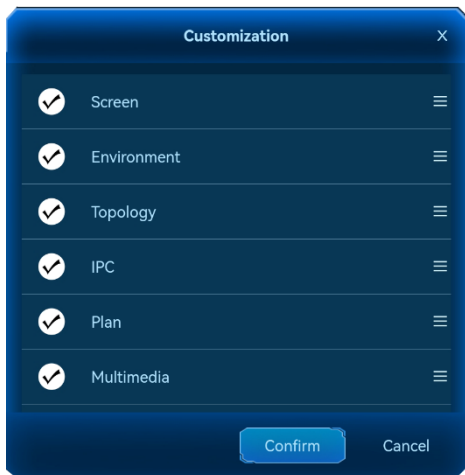 Customization X
Screen
Environment
Topology
IPC
Plan
Multimedia
Confirm Cancel